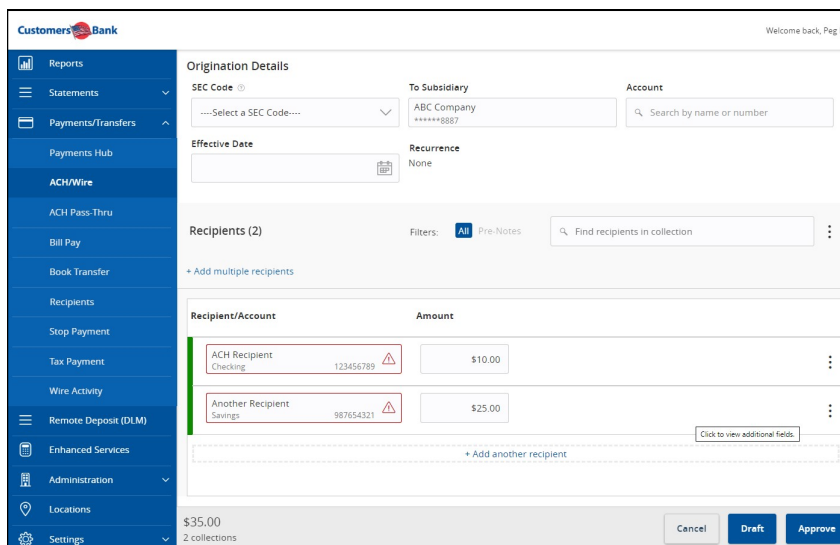 Customers Bank
Welcome back, Peg
Reports
Statements
Payments/Transfers
Payments Hub
ACH/Wire
ACH Pass-Thru
Bill Pay
Book Transfer
Recipients
Stop Payment
Tax Payment
Wire Activity
Remote Deposit (DLM)
Enhanced Services
Administration
Locations
Settings
Origination Details
SEC Code
To Subsidiary
Account
----Select a SEC Code----
ABC Company
******8887
Search by name or number
Effective Date
Recurrence
None
Recipients (2)
Filters: All Pre-Notes
Find recipients in collection
+ Add multiple recipients
Recipient/Account Amount
ACH Recipient
Checking 123456789
$10.00
Another Recipient
Savings 987654321
$25.00
Click to view additional fields.
+ Add another recipient
$35.00
2 collections
Cancel Draft Approve